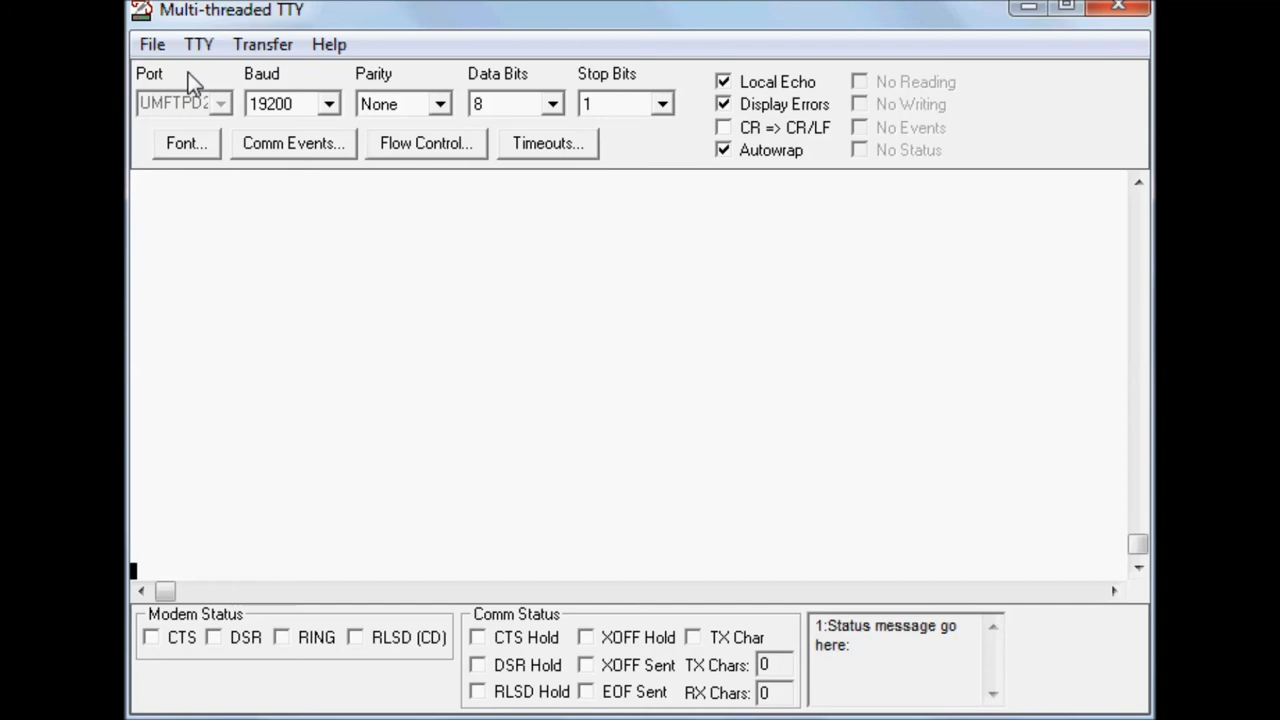 Multi-threaded TTY
File TTY Transfer Help
Port Baud Parity Data Bits Stop Bits
19200 None 8 1
Font... Comm Events... Flow Control... Timeouts...
Local Echo No Reading
Display Errors No Writing
CR => CR/LF No Events
Autowrap No Status
Modem Status
CTS DSR RING RLSD (CD)
Comm Status
CTS Hold XOFF Hold TX Char
DSR Hold XOFF Sent TX Chars: 0
RLSD Hold EOF Sent RX Chars: 0
1:Status message go
here: